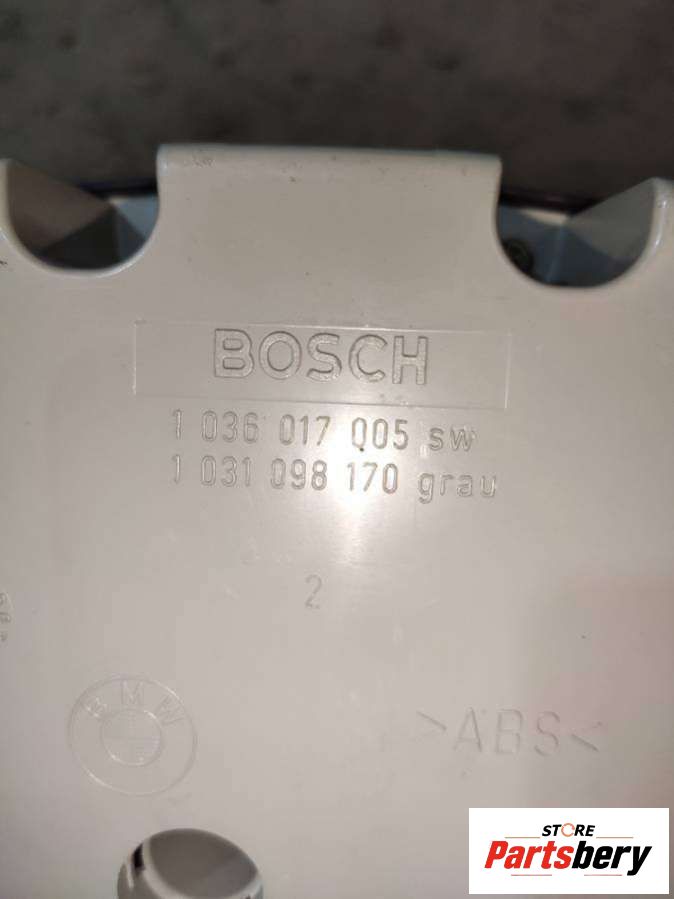 BOSCH
1 036 017 005 sw
1 031 098 170 grau
2
BMW
>ABS<
STORE
Partsbery